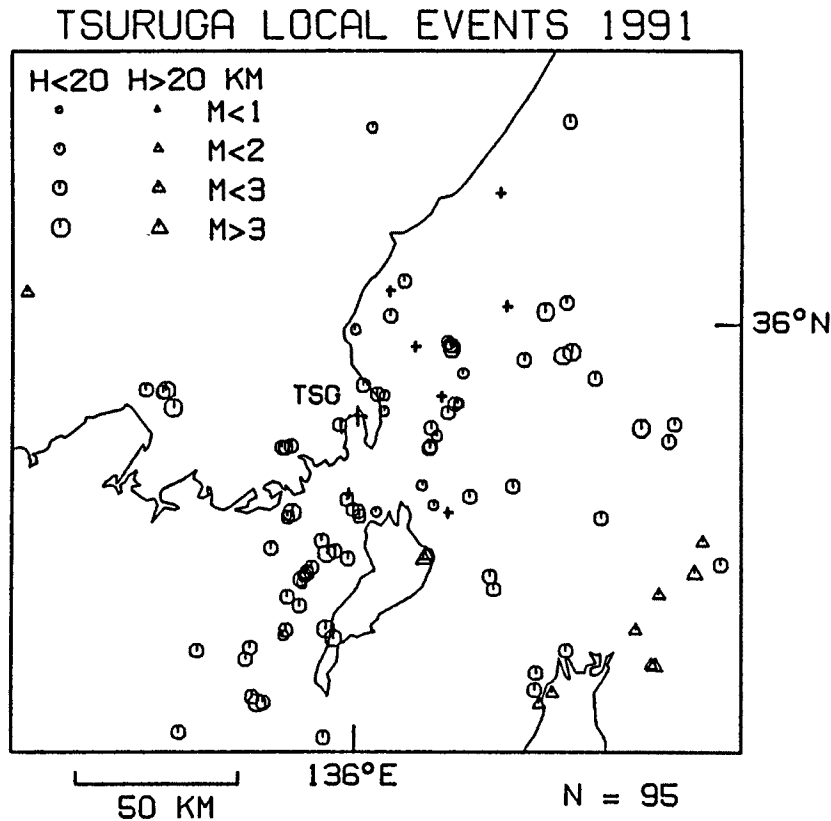 TSURUGA LOCAL EVENTS 1991
H<20 H>20 KM
M<1
M<2
M<3
M>3
36°N
TSG
136°E
50 KM
N = 95